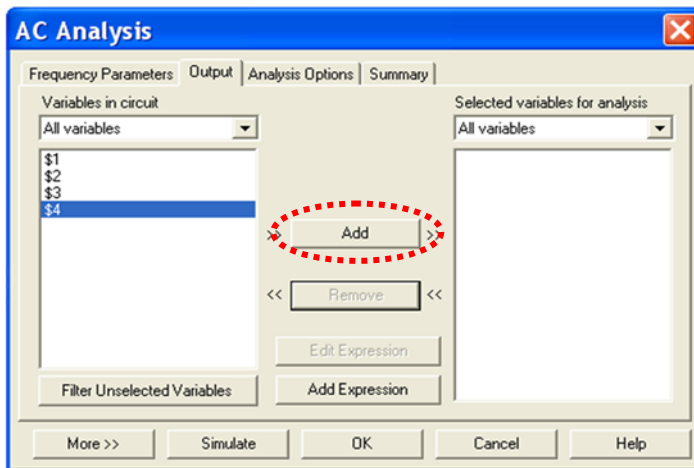 AC Analysis
Frequency Parameters
Output
Analysis Options
Summary
Variables in circuit
Selected variables for analysis
All variables
All variables
$1
$2
$3
$4
>> Add >>
<< Remove <<
Edit Expression
Filter Unselected Variables
Add Expression
More >>
Simulate
OK
Cancel
Help